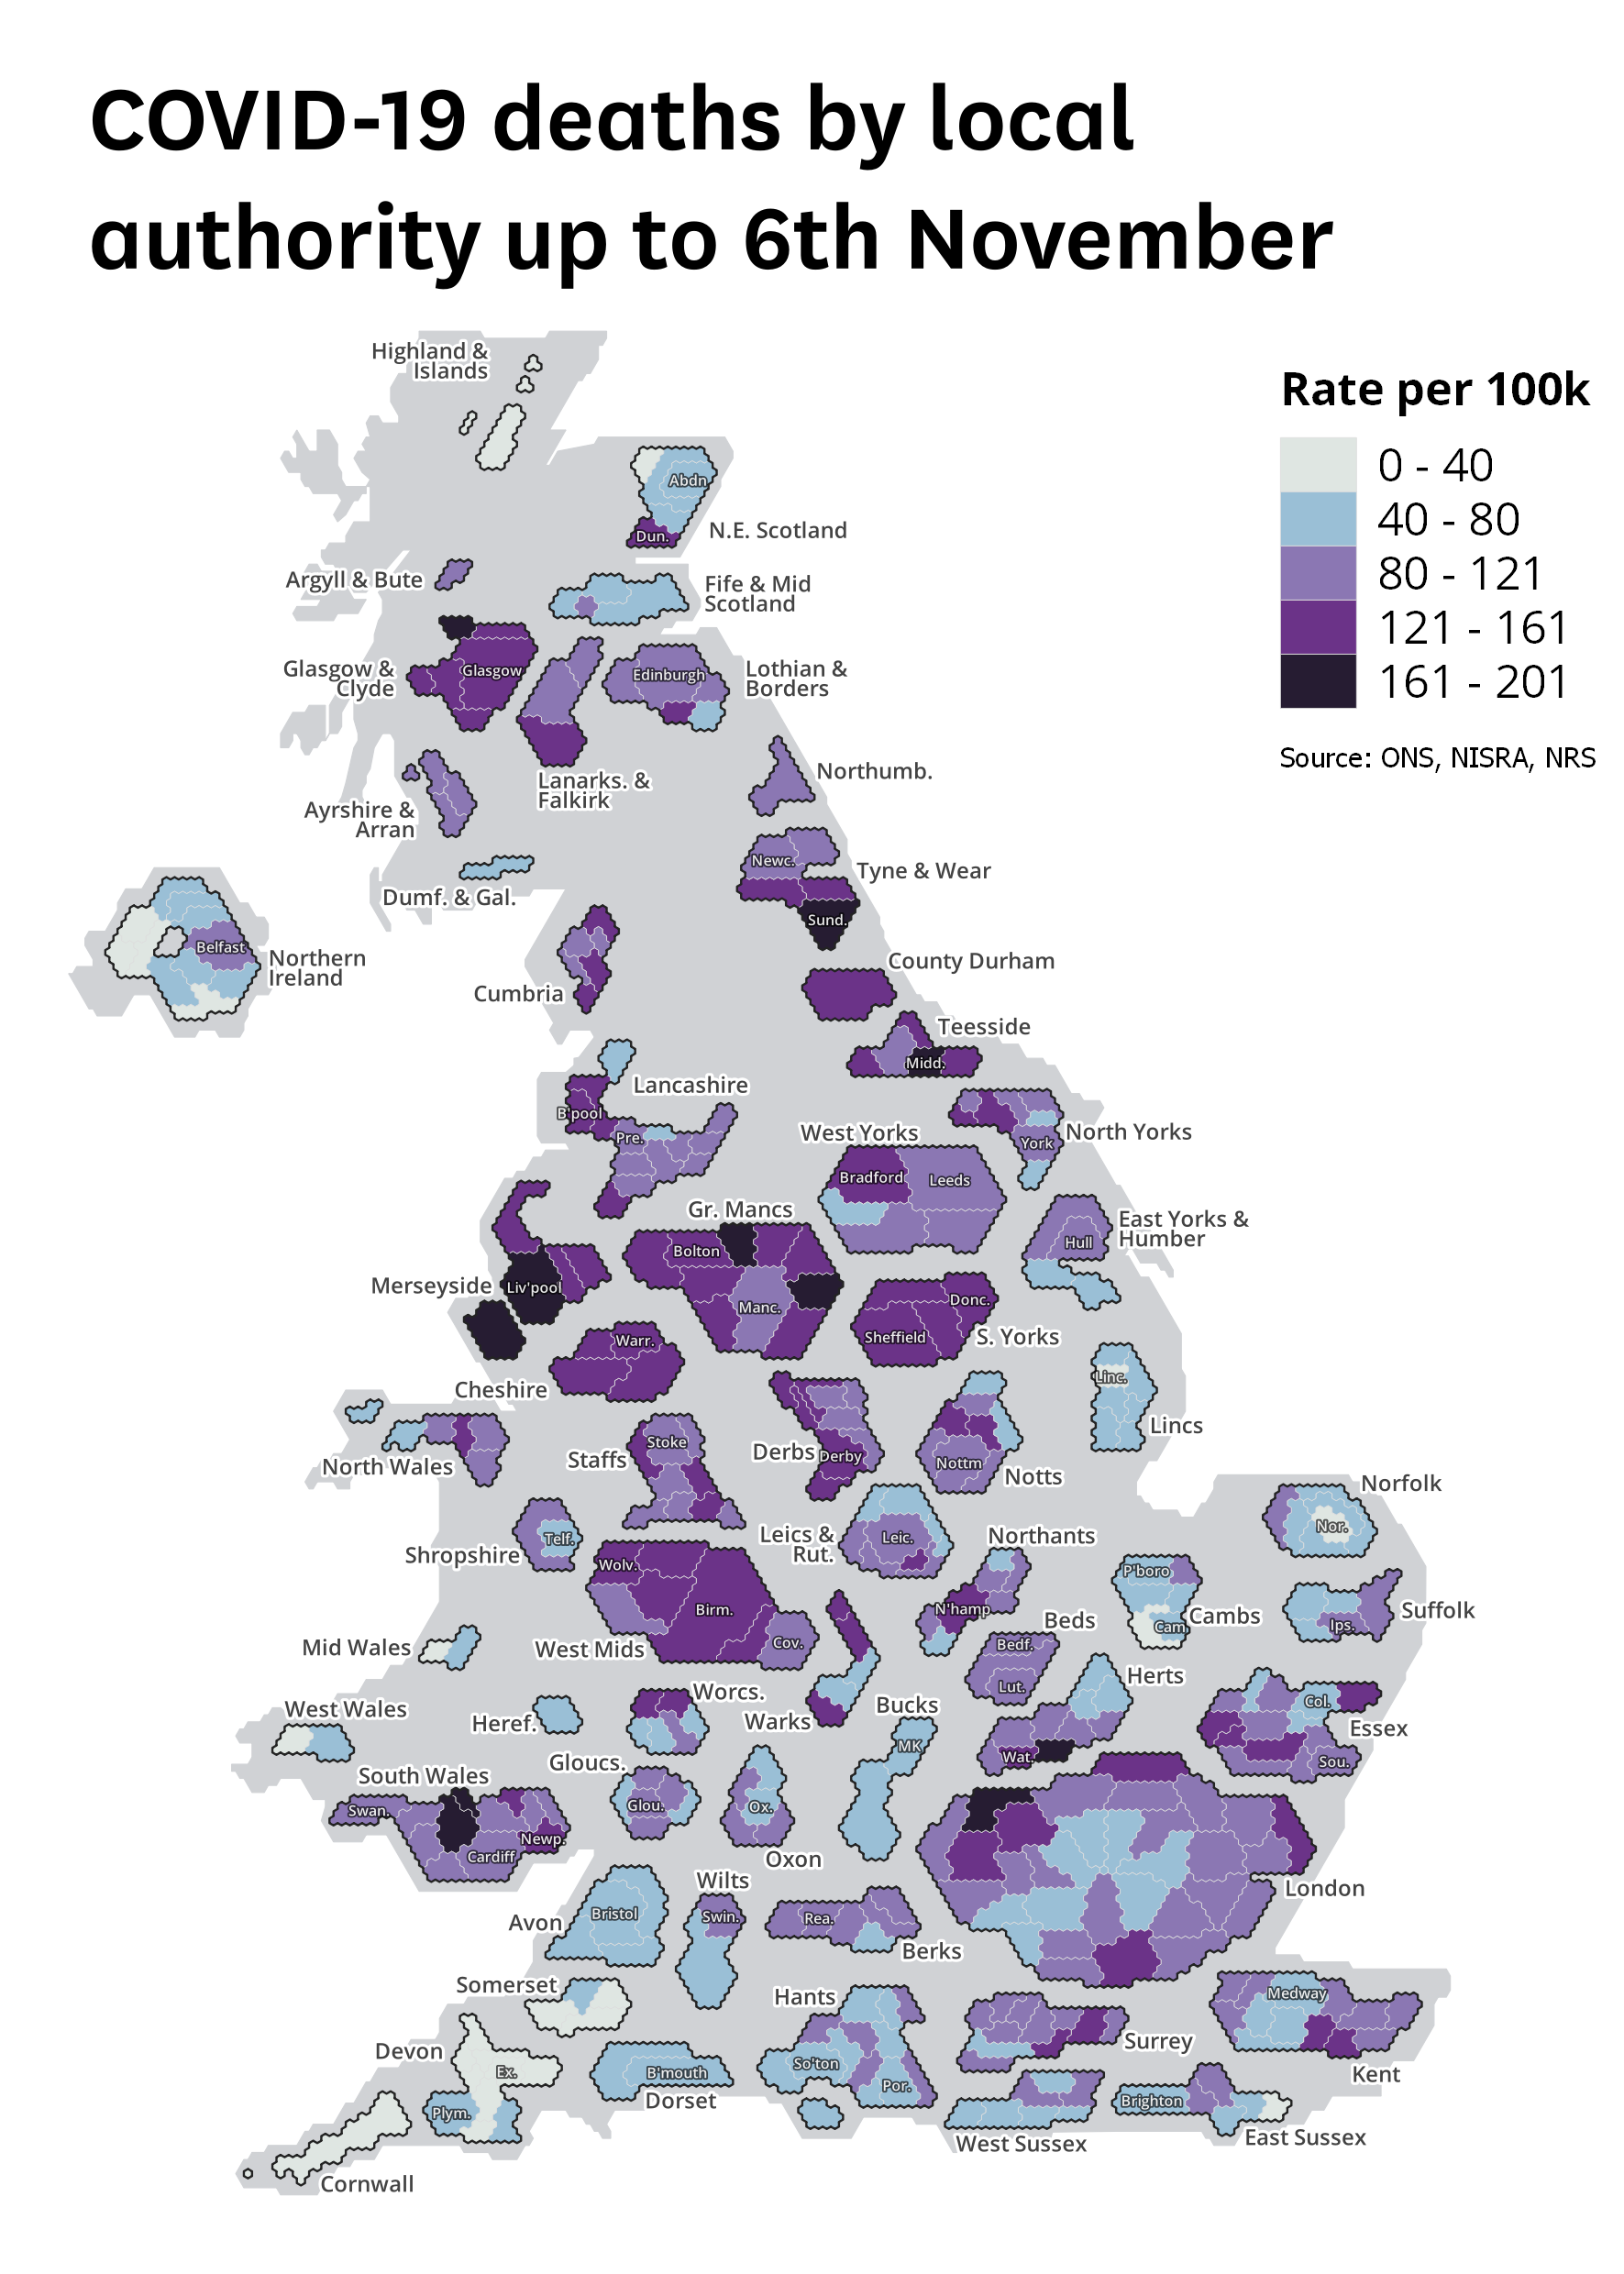 COVID-19 deaths by local
authority up to 6th November
Highland &
Islands
Rate per 100k
0 - 40
40 - 80
80 - 121
121 - 161
161 - 201
Source: ONS, NISRA, NRS
Abdn
Dun.
N.E. Scotland
Argyll & Bute
Fife & Mid
Scotland
Glasgow &
Clyde
Glasgow
Edinburgh
Lothian &
Borders
Lanarks. &
Falkirk
Northumb.
Ayrshire &
Arran
Newc.
Tyne & Wear
Dumf. & Gal.
Sund.
Belfast
Northern
Ireland
County Durham
Cumbria
Teesside
Midd.
Lancashire
B'pool
Pre.
West Yorks
North Yorks
York
Bradford
Leeds
Gr. Mancs
East Yorks &
Humber
Hull
Bolton
Merseyside
Liv'pool
Manc.
Donc.
Sheffield
S. Yorks
Warr.
Cheshire
Linc.
Lincs
North Wales
Staffs
Stoke
Derbs
Derby
Nottm
Notts
Norfolk
Nor.
Shropshire
Telf.
Leics &
Rut.
Leic.
Northants
P'boro
Wolv.
Birm.
N'hamp
Beds
Cam.
Cambs
Ips.
Suffolk
Mid Wales
West Mids
Cov.
Bedf.
Lut.
Herts
West Wales
Heref.
Worcs.
Warks
Bucks
MK
Col.
Essex
Wat.
Sou.
Gloucs.
South Wales
Swan.
Glou.
Ox.
Newp.
Cardiff
Oxon
London
Wilts
Avon
Bristol
Swin.
Rea.
Berks
Somerset
Hants
Medway
Devon
Ex.
Surrey
Kent
So'ton
B'mouth
Dorset
Por.
Plym.
Brighton
West Sussex
East Sussex
Cornwall